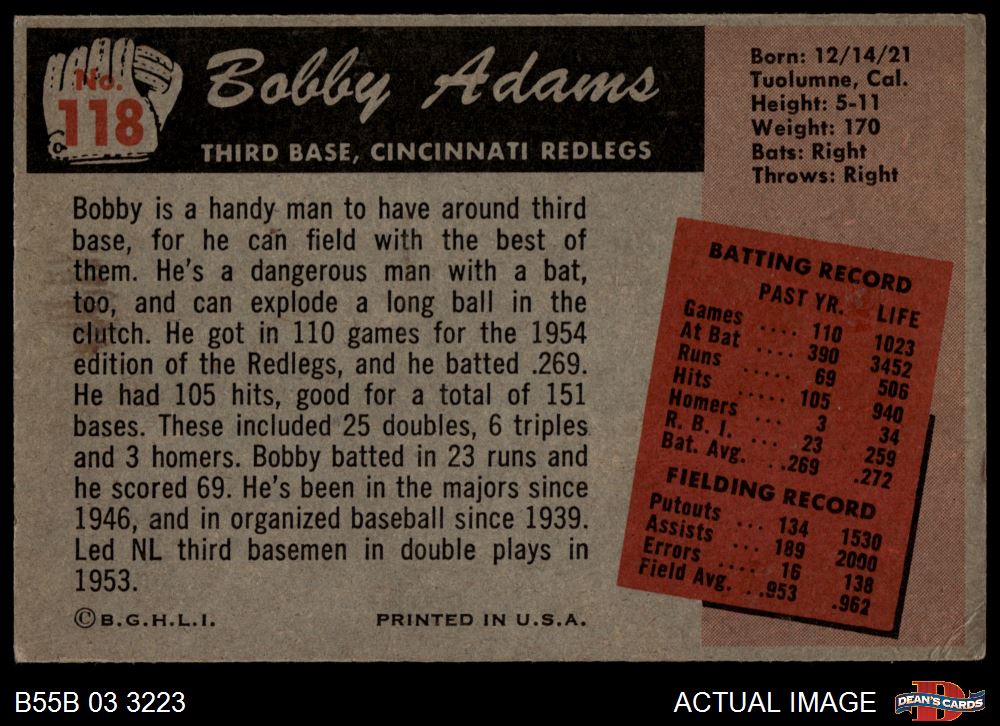 No.
118
Bobby Adams
THIRD BASE, CINCINNATI REDLEGS
Born: 12/14/21
Tuolumne, Cal.
Height: 5-11
Weight: 170
Bats: Right
Throws: Right
Bobby is a handy man to have around third
base, for he can field with the best of
them. He's a dangerous man with a bat,
too, and can explode a long ball in the
clutch. He got in 110 games for the 1954
edition of the Redlegs, and he batted .269.
He had 105 hits, good for a total of 151
bases. These included 25 doubles, 6 triples
and 3 homers. Bobby batted in 23 runs and
he scored 69. He's been in the majors since
1946, and in organized baseball since 1939.
Led NL third basemen in double plays in
1953.
©B.G.H.L.I. PRINTED IN U.S.A.
BATTING RECORD
PAST YR. LIFE
Games .... 110 1023
At Bat .... 390 3452
Runs ..... 69 506
Hits ..... 105 940
Homers ... 3 34
R. B. I. ... 23 259
Bat. Avg. ..269 .272
FIELDING RECORD
Putouts ... 134 1530
Assists ... 189 2000
Errors .... 16 138
Field Avg. ..953 .962
B55B 03 3223
ACTUAL IMAGE
D
DEAN'S CARDS